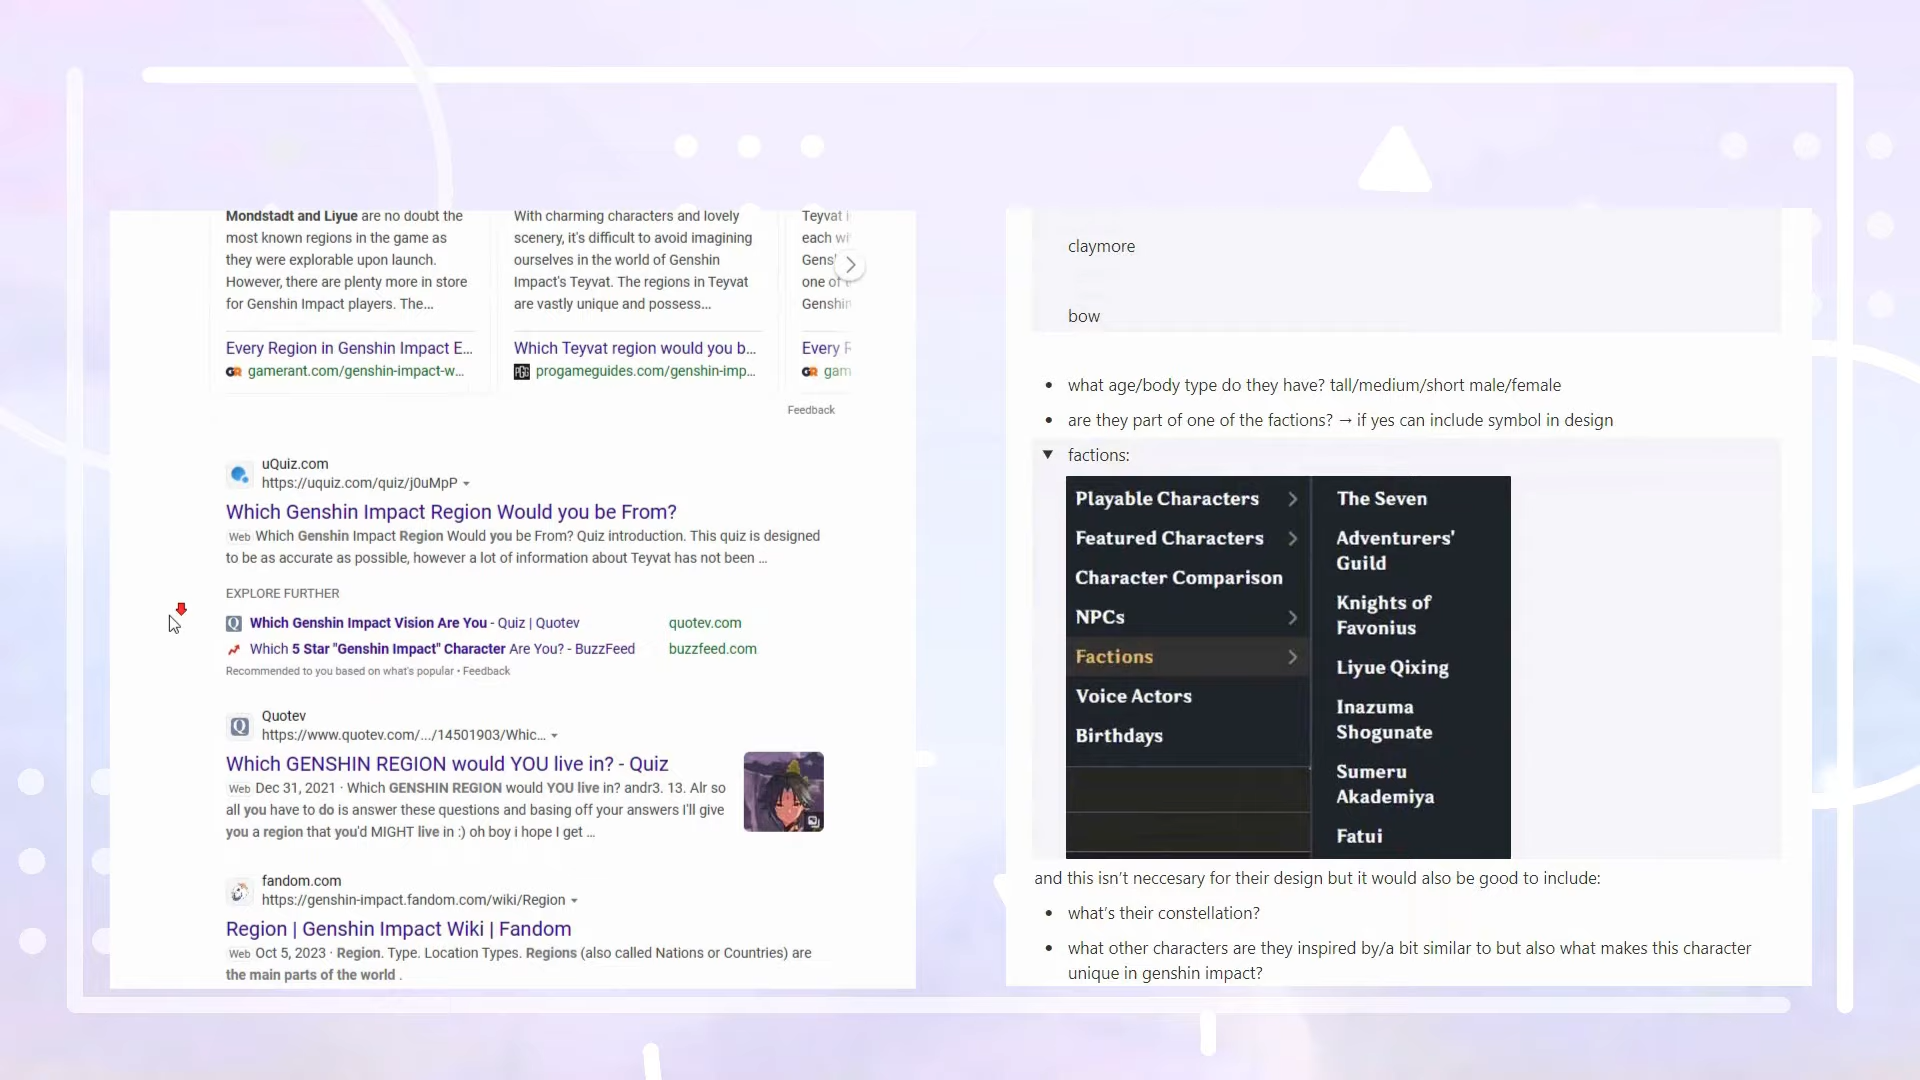 Mondstadt and Liyue are no doubt the
most known regions in the game as
they were explorable upon launch.
However, there are plenty more in store
for Genshin Impact players. The...
Every Region in Genshin Impact E...
gamerant.com/genshin-impact-w...
With charming characters and lovely
scenery, it's difficult to avoid imagining
ourselves in the world of Genshin
Impact's Teyvat. The regions in Teyvat
are vastly unique and possess...
Which Teyvat region would you b...
progameguides.com/genshin-imp...
Teyvat
each
one of
Genshin
Every
gam
Feedback
uQuiz.com
https://uquiz.com/quiz/j0uMpP
Which Genshin Impact Region Would you be From?
Web Which Genshin Impact Region Would you be From? Quiz introduction. This quiz is designed
to be as accurate as possible, however a lot of information about Teyvat has not been ...
EXPLORE FURTHER
Which Genshin Impact Vision Are You - Quiz | Quotev quotev.com
Which 5 Star "Genshin Impact" Character Are You? - BuzzFeed buzzfeed.com
Recommended to you based on what's popular • Feedback
Quotev
https://www.quotev.com/.../14501903/Whic...
Which GENSHIN REGION would YOU live in? - Quiz
Web Dec 31, 2021 · Which GENSHIN REGION would YOU live in? andr3. 13. Alr so
all you have to do is answer these questions and basing off your answers I'll give
you a region that you'd MIGHT live in :) oh boy i hope I get ...
fandom.com
https://genshin-impact.fandom.com/wiki/Region
Region | Genshin Impact Wiki | Fandom
Web Oct 5, 2023 · Region. Type. Location Types. Regions (also called Nations or Countries) are
the main parts of the world .
claymore
bow
• what age/body type do they have? tall/medium/short male/female
• are they part of one of the factions? → if yes can include symbol in design
▼ factions:
Playable Characters
Featured Characters
Character Comparison
NPCs
Factions
Voice Actors
Birthdays
The Seven
Adventurers'
Guild
Knights of
Favonius
Liyue Qixing
Inazuma
Shogunate
Sumeru
Akademiya
Fatui
and this isn't neccesary for their design but it would also be good to include:
• what's their constellation?
• what other characters are they inspired by/a bit similar to but also what makes this character
unique in genshin impact?